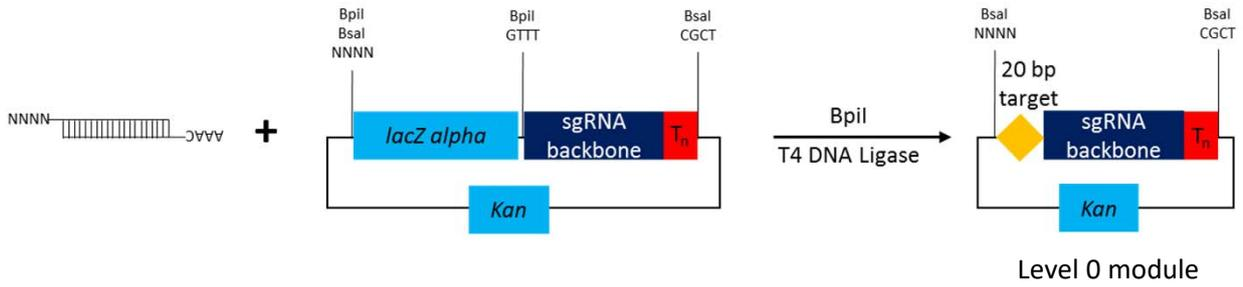 NNNN
CAAA
+
BpiI
BsaI
NNNN
BpiI
GTTT
BsaI
CGCT
lacZ alpha
sgRNA
backbone
Tn
Kan
BpiI
T4 DNA Ligase
BsaI
NNNN
BsaI
CGCT
20 bp
target
sgRNA
backbone
Tn
Kan
Level 0 module